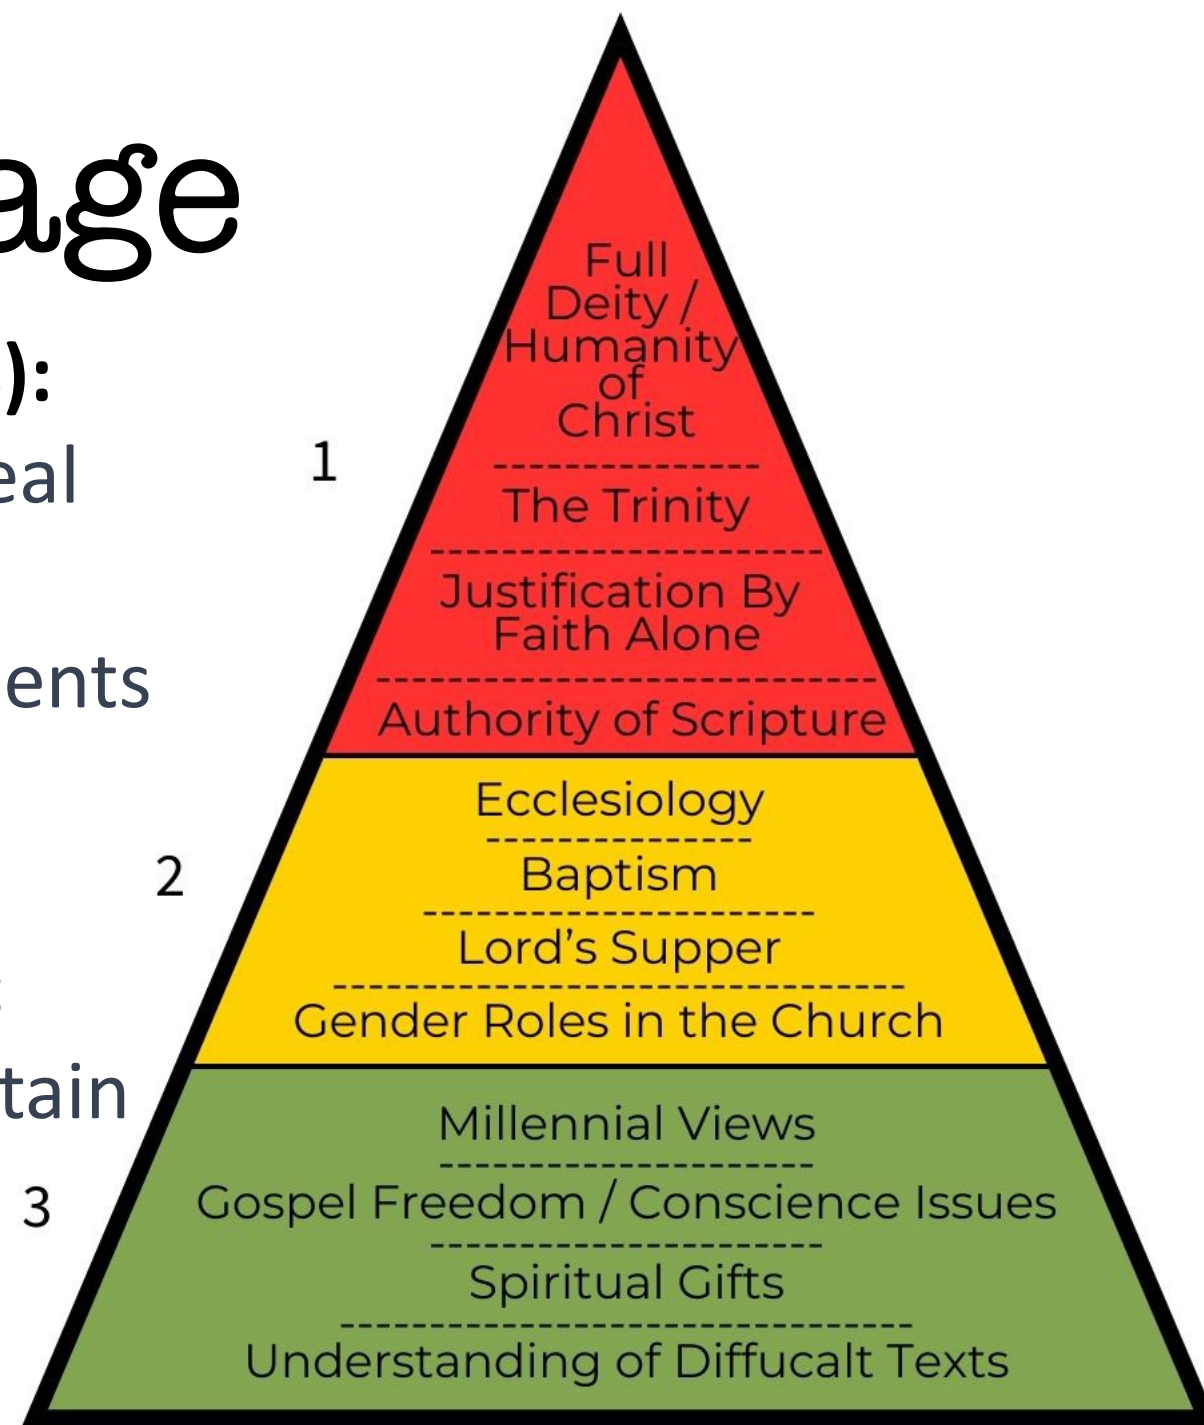 age
):
eal
ents
tain
1
Full
Deity /
Humanity
of
Christ
---------------
The Trinity
----------------------
Justification By
Faith Alone
----------------------------
Authority of Scripture
2
Ecclesiology
---------------
Baptism
----------------------
Lord’s Supper
--------------------------------
Gender Roles in the Church
3
Millennial Views
---------------------
Gospel Freedom / Conscience Issues
----------------------
Spiritual Gifts
--------------------------------
Understanding of Diffucalt Texts